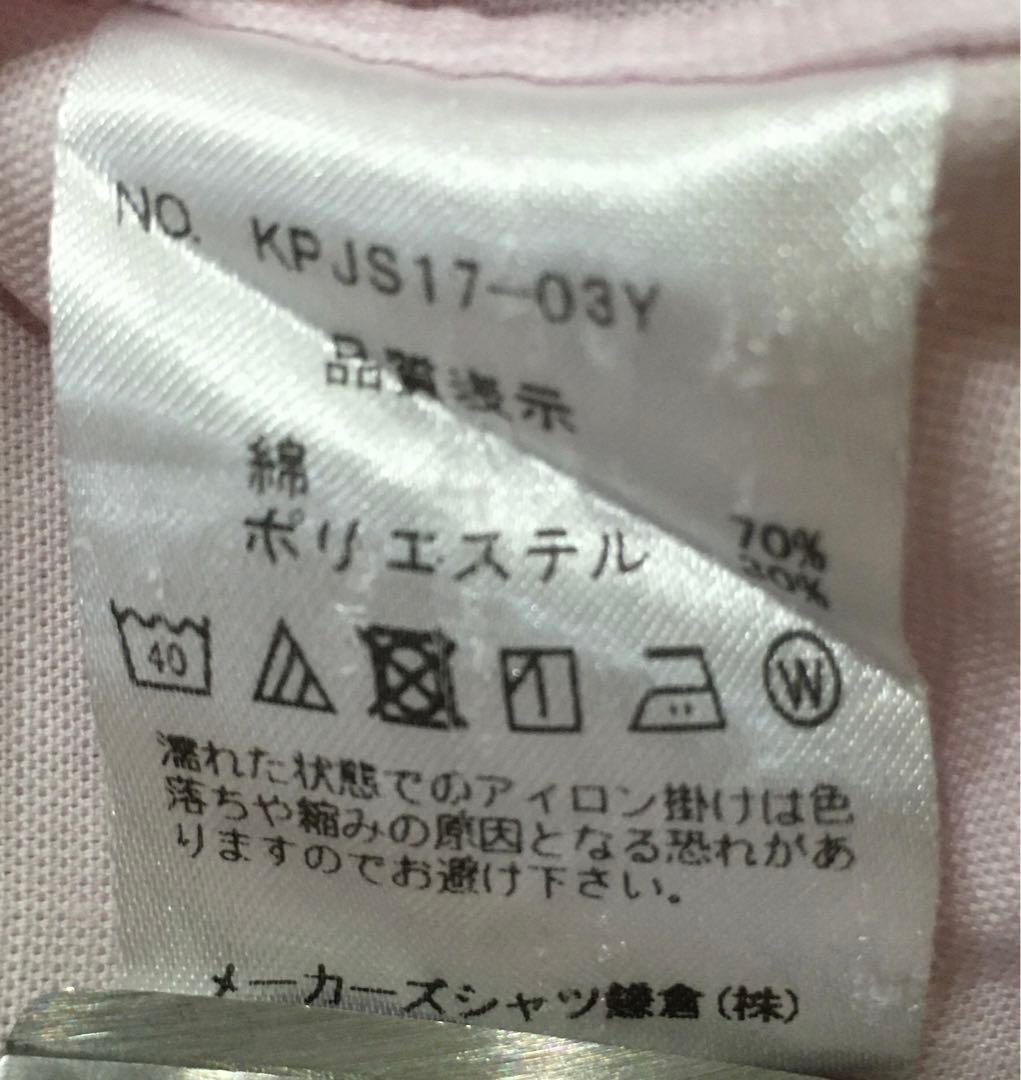 NO. KPJS17-03Y
品質表示
綿 70%
ポリエステル 30%
40
W
濡れた状態でのアイロン掛けは色
落ちや縮みの原因となる恐れがあ
りますのでお避け下さい。
メーカーズシャツ鎌倉(株)